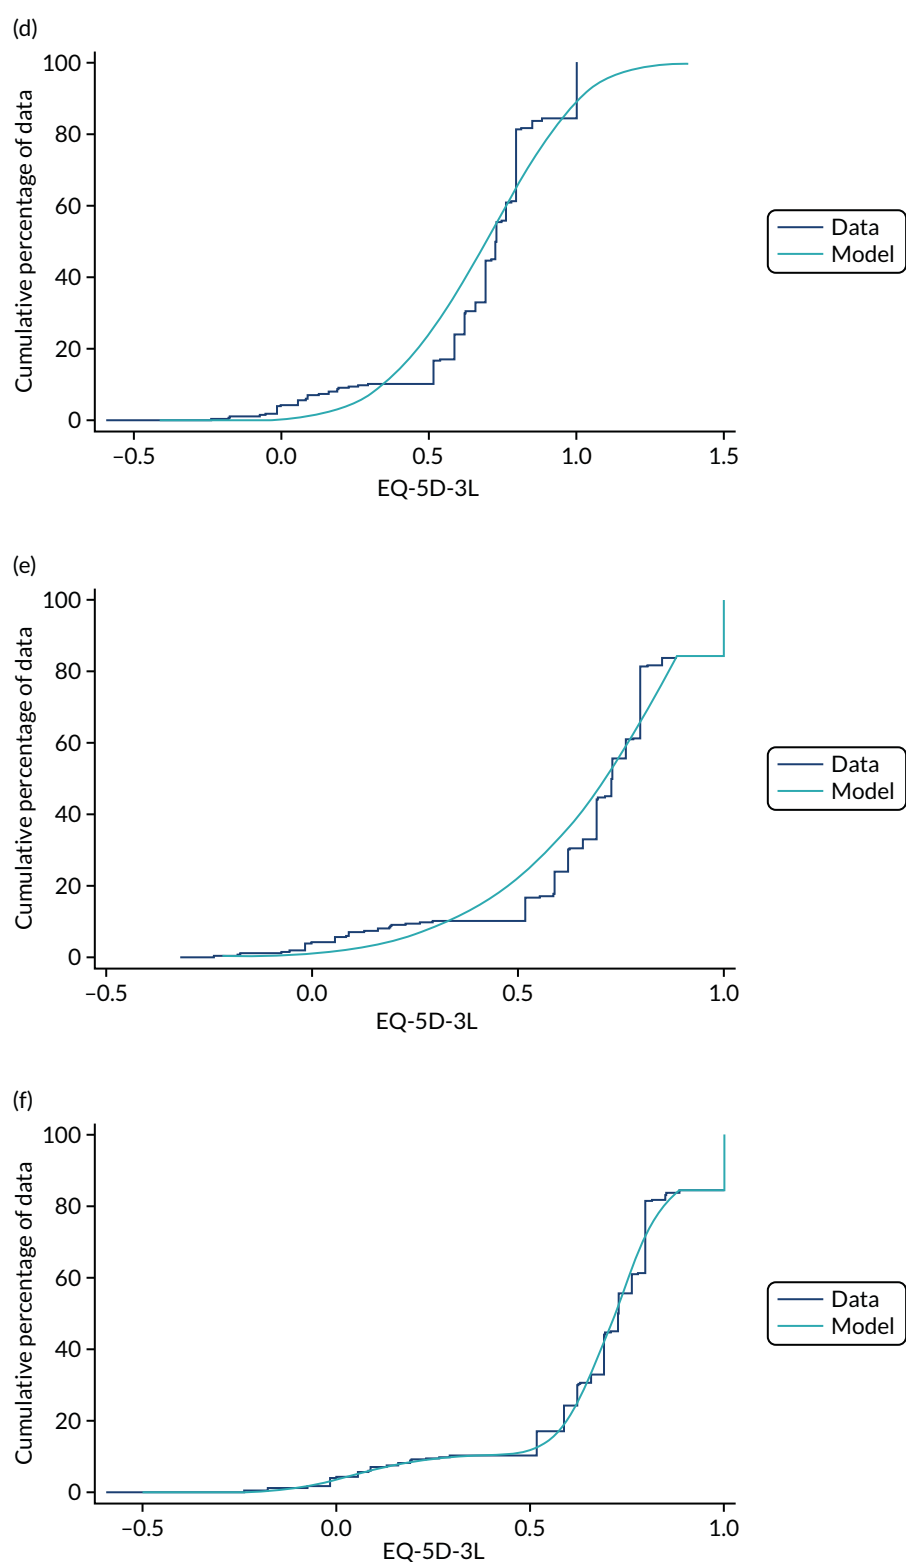 (d)
100
80
60
40
20
0
Cumulative percentage of data
−0.5 0.0 0.5 1.0 1.5
EQ-5D-3L
Data
Model
(e)
100
80
60
40
20
0
Cumulative percentage of data
−0.5 0.0 0.5 1.0
EQ-5D-3L
Data
Model
(f)
100
80
60
40
20
0
Cumulative percentage of data
−0.5 0.0 0.5 1.0
EQ-5D-3L
Data
Model